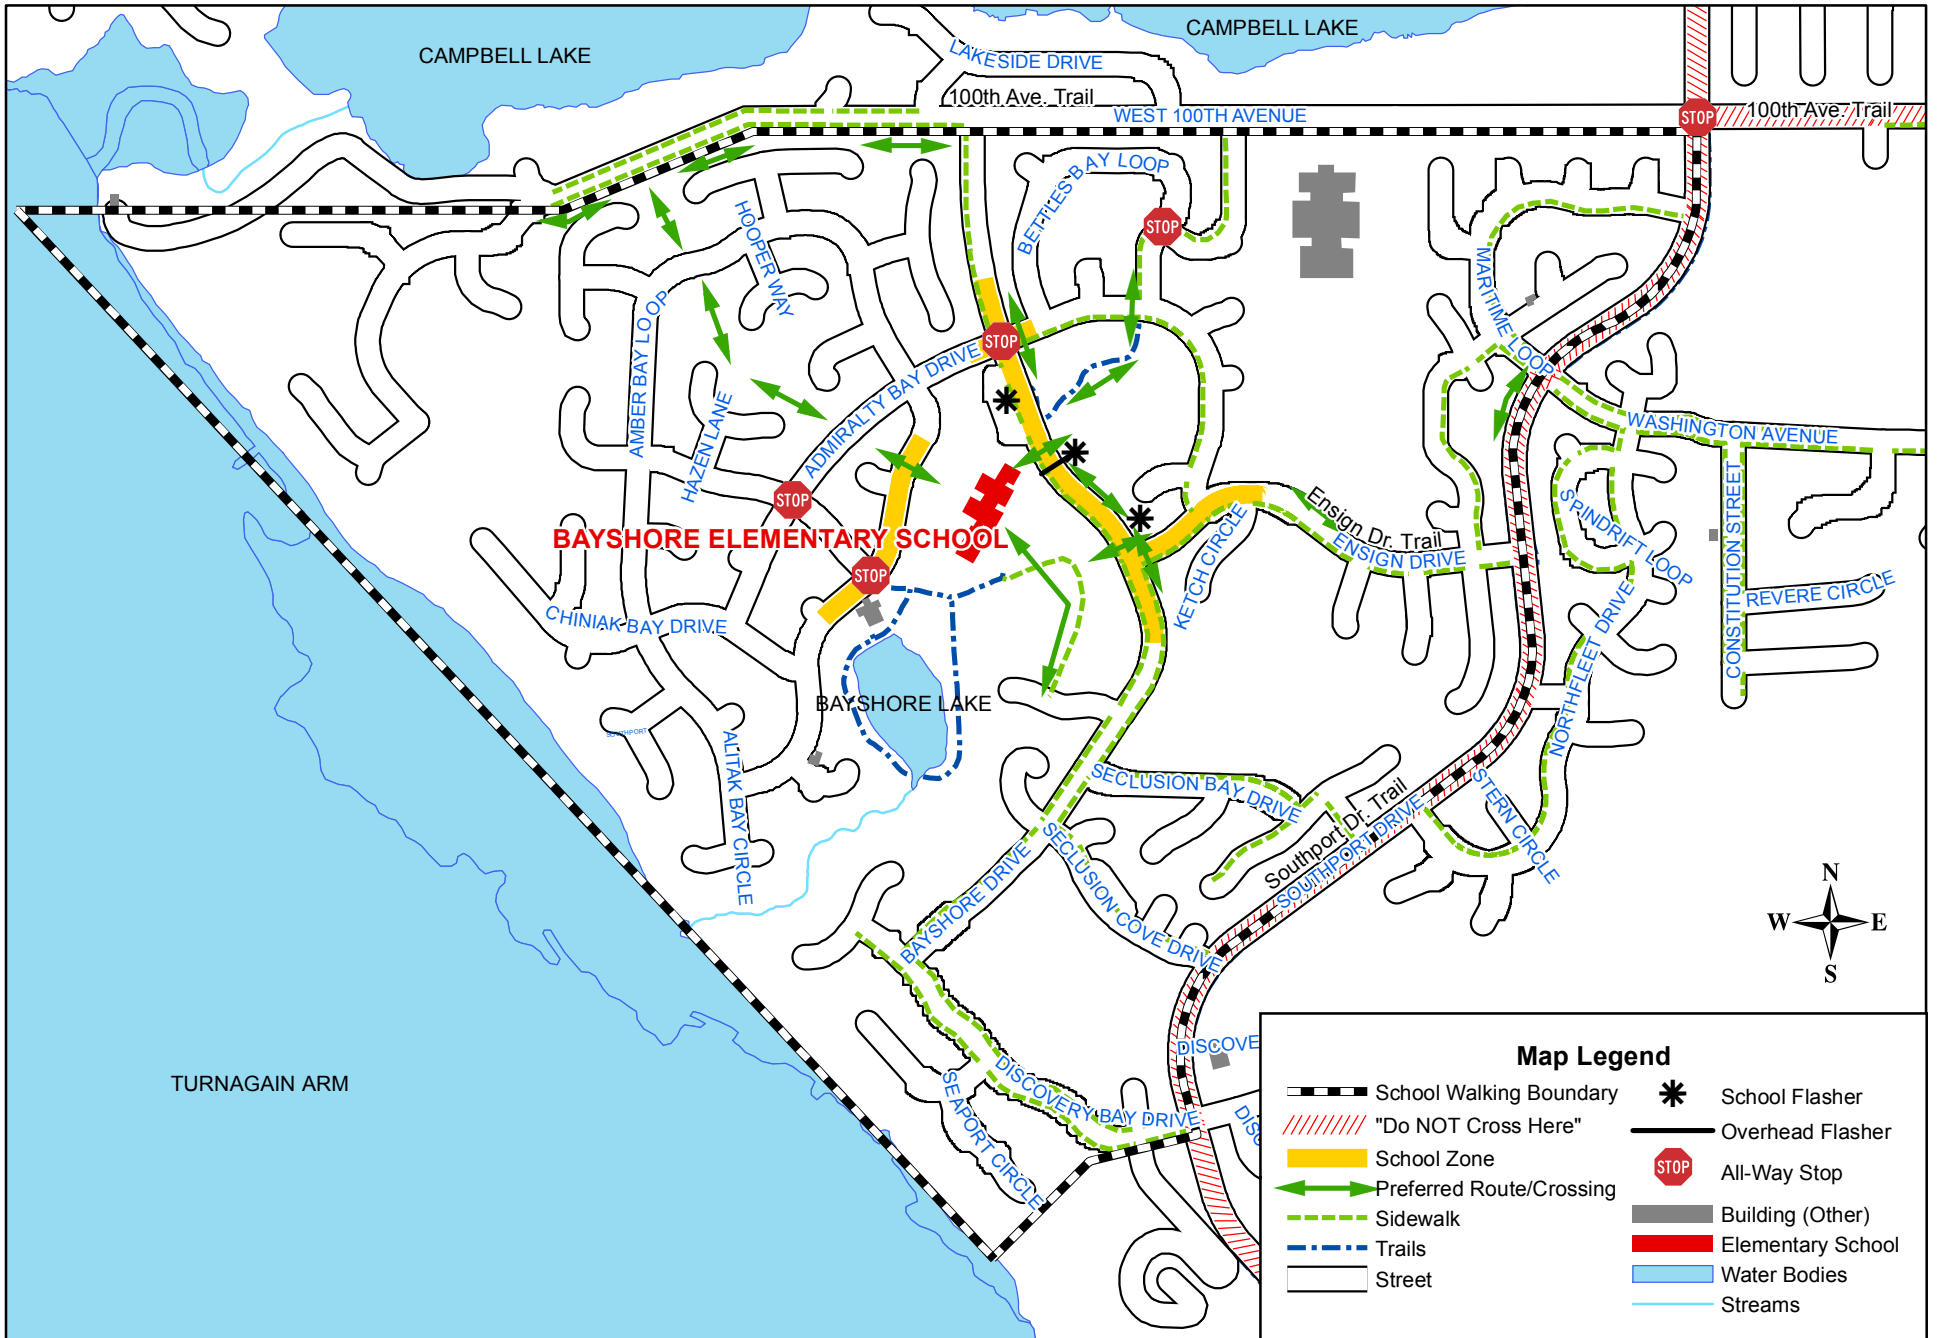 CAMPBELL LAKE
CAMPBELL LAKE
LAKESIDE DRIVE
100th Ave. Trail
WEST 100TH AVENUE
STOP
100th Ave. Trail
BETTLES BAY LOOP
HOOPER WAY
STOP
MARITIME LOOP
AMBER BAY LOOP
STOP
ADMIRALTY BAY DRIVE
HAZEN LANE
WASHINGTON AVENUE
STOP
BAYSHORE ELEMENTARY SCHOOL
Ensign Dr. Trail
ENSIGN DRIVE
KETCH CIRCLE
SPINDRIFT LOOP
CONSTITUTION STREET
REVERE CIRCLE
STOP
CHINIAK BAY DRIVE
NORTHFLEET DRIVE
BAYSHORE LAKE
SOUTHPORT
ALITAK BAY CIRCLE
SECLUSION BAY DRIVE
Southport Dr. Trail
SOUTHPORT DRIVE
STERN CIRCLE
BAYSHORE DRIVE
SECLUSION COVE DRIVE
N
W E
S
DISCOVE
DISCOVERY BAY DRIVE
SEAPORT CIRCLE
DISC
TURNAGAIN ARM
Map Legend
School Walking Boundary
"Do NOT Cross Here"
School Zone
Preferred Route/Crossing
Sidewalk
Trails
Street
School Flasher
Overhead Flasher
STOP
All-Way Stop
Building (Other)
Elementary School
Water Bodies
Streams